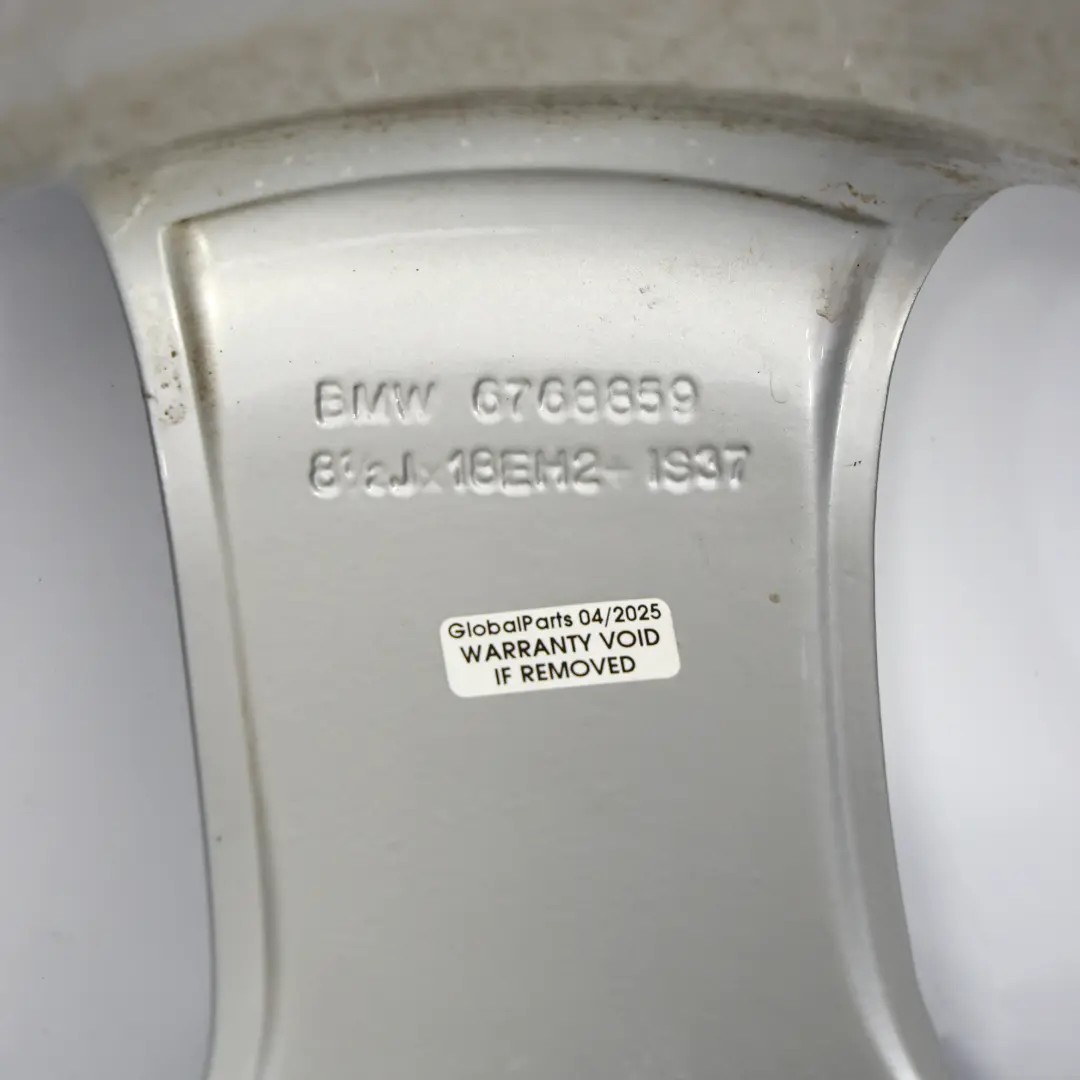 BMW 6768859
8½J×18EH2+ IS37
GlobalParts 04/2025
WARRANTY VOID
IF REMOVED